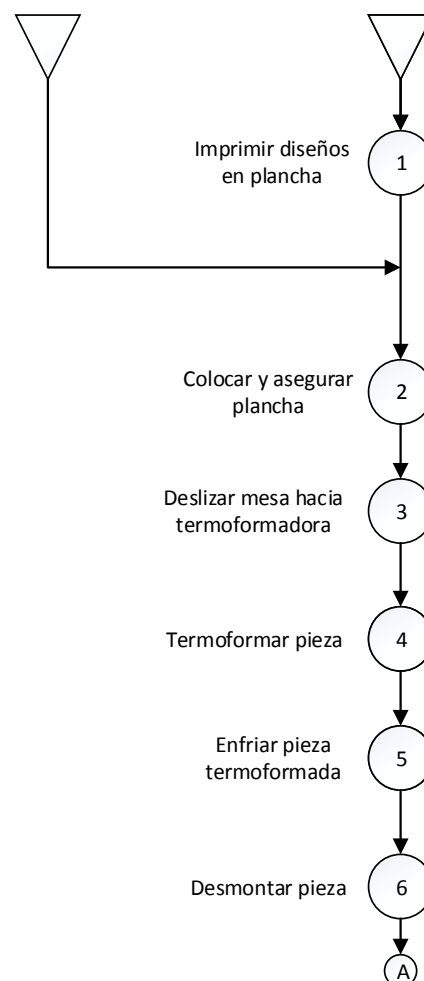 Imprimir diseños
en plancha
1
Colocar y asegurar
plancha
2
Deslizar mesa hacia
termoformadora
3
Termoformar pieza
4
Enfriar pieza
termoformada
5
Desmontar pieza
6
A